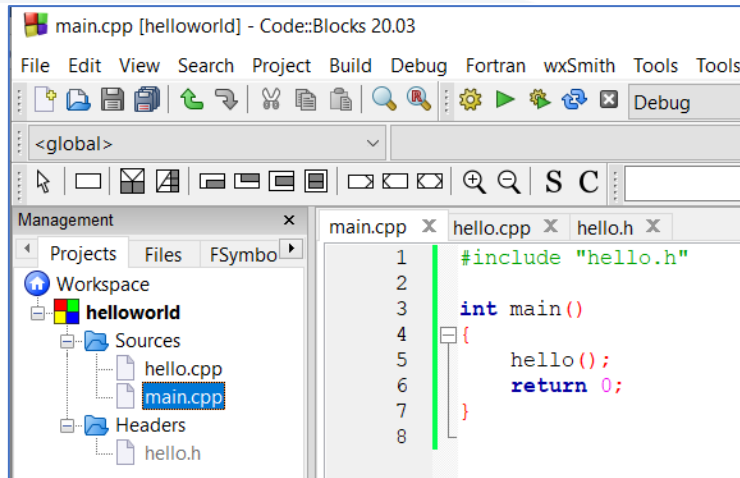 main.cpp [helloworld] - Code::Blocks 20.03
File Edit View Search Project Build Debug Fortran wxSmith Tools Tools
Debug
<global>
S C
Management x
Projects Files FSymbo
Workspace
helloworld
Sources
hello.cpp
main.cpp
Headers
hello.h
main.cpp X hello.cpp X hello.h X
1 #include "hello.h"
2
3 int main()
4 {
5 hello();
6 return 0;
7 }
8